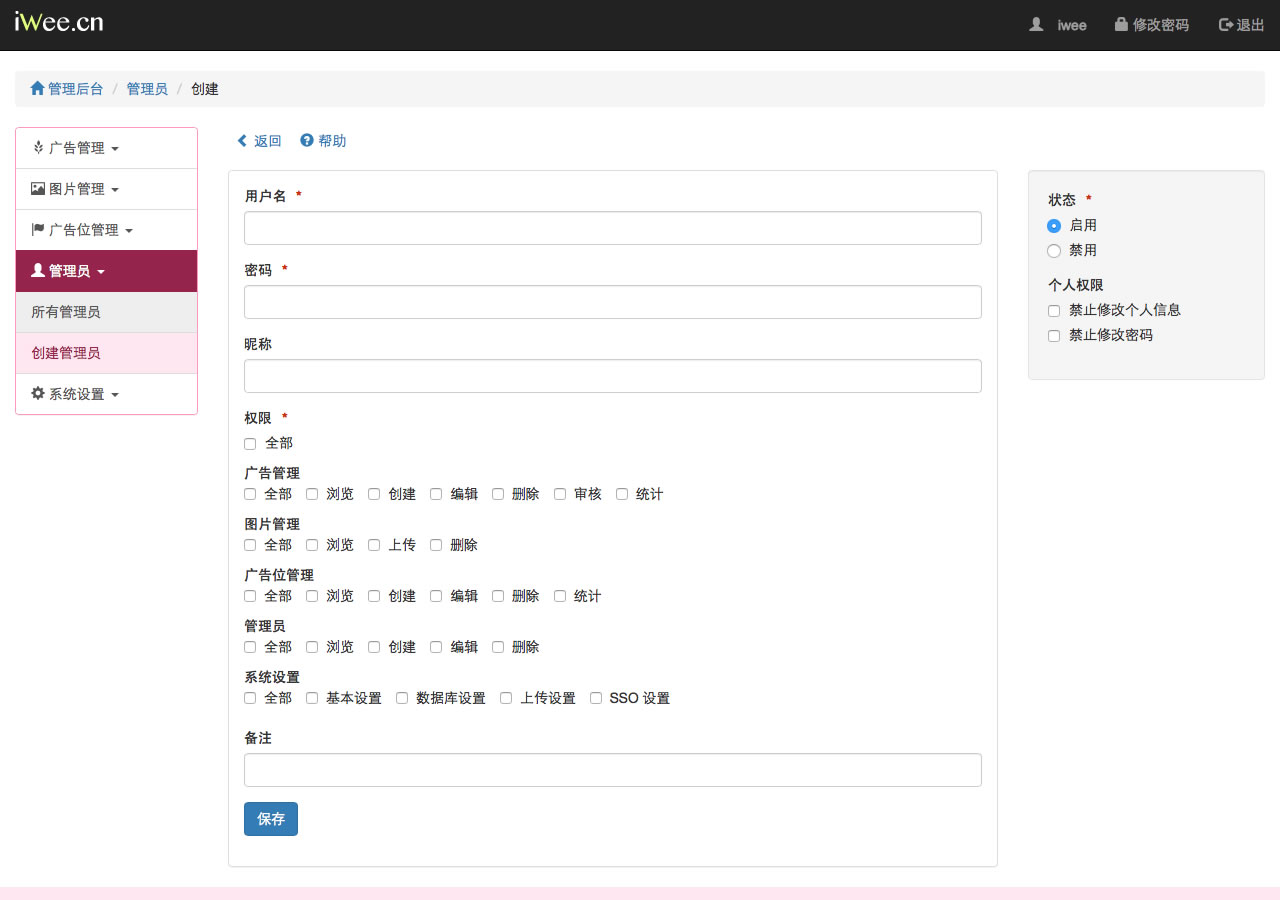 iWee.cn
iwee 修改密码 退出
管理后台 / 管理员 / 创建
广告管理
图片管理
广告位管理
管理员
所有管理员
创建管理员
系统设置
返回 帮助
用户名 *
密码 *
昵称
权限 *
全部
广告管理
全部 浏览 创建 编辑 删除 审核 统计
图片管理
全部 浏览 上传 删除
广告位管理
全部 浏览 创建 编辑 删除 统计
管理员
全部 浏览 创建 编辑 删除
系统设置
全部 基本设置 数据库设置 上传设置 SSO 设置
备注
保存
状态 *
启用
禁用
个人权限
禁止修改个人信息
禁止修改密码